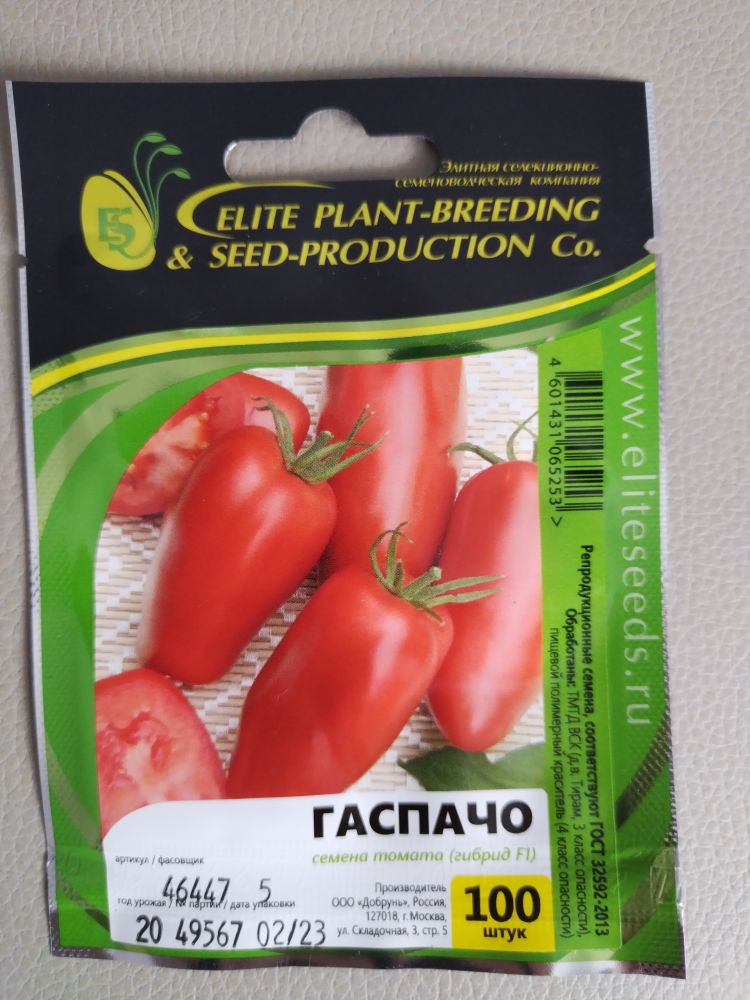 Элитная селекционно-
семеноводческая компания
ES
ELITE PLANT-BREEDING
& SEED-PRODUCTION Co.
www.eliteseeds.ru
4 601431 065253 >
Репродукционные семена, соответствуют ГОСТ 32592-2013
Обработаны: ТМТД ВСК (д.в. Тирам, 3 класс опасности),
пищевой полимерный краситель (4 класс опасности)
ГАСПАЧО
семена томата (гибрид F1)
артикул / фасовщик
46447 5
год урожая / № партии / дата упаковки
20 49567 02/23
Производитель
ООО «Добрунь», Россия,
127018, г. Москва,
ул. Складочная, 3, стр. 5
100
штук